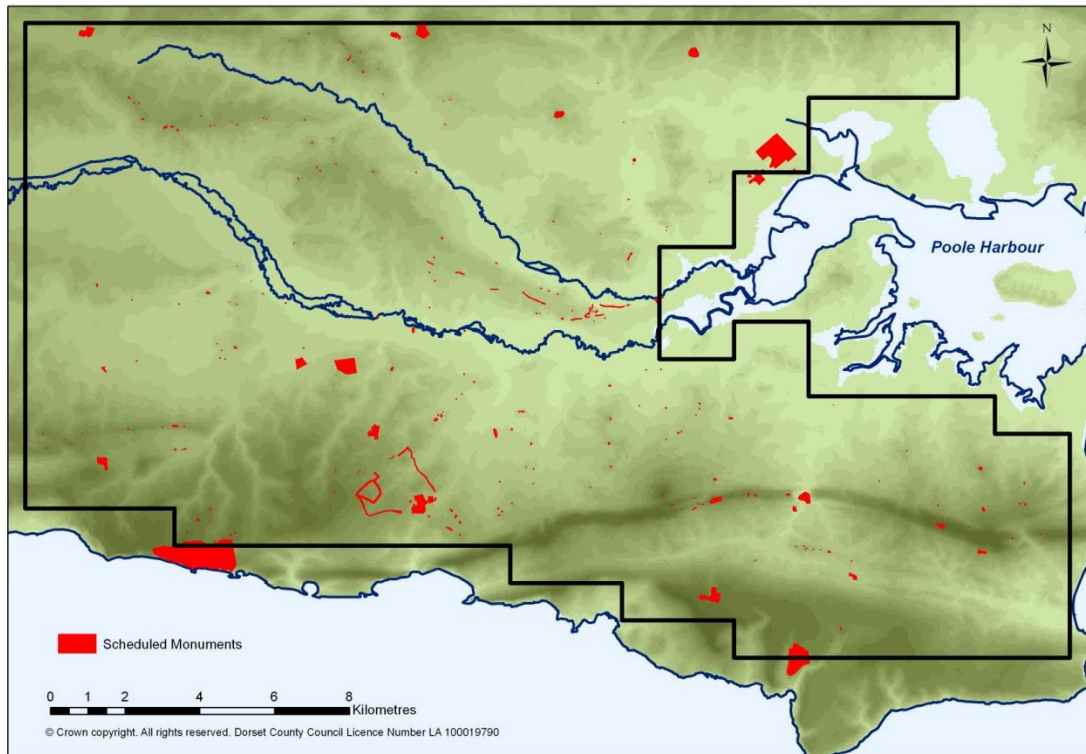 N
Poole Harbour
Scheduled Monuments
0 1 2 4 6 8
Kilometres
© Crown copyright. All rights reserved. Dorset County Council Licence Number LA 100019790